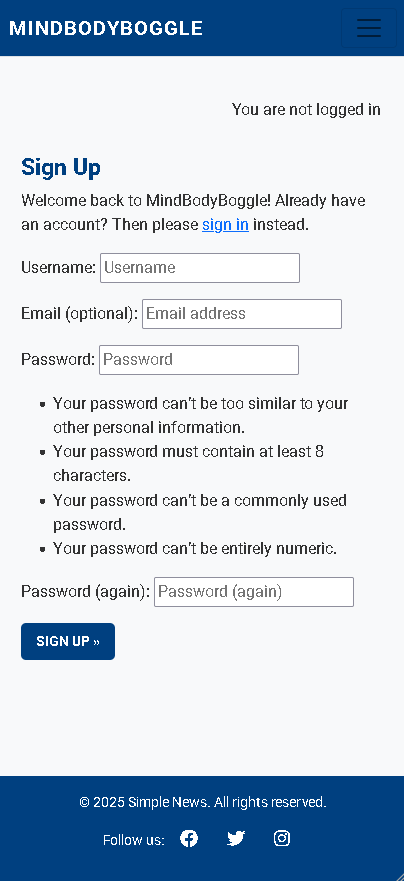 MINDBODYBOGGLE
You are not logged in
Sign Up
Welcome back to MindBodyBoggle! Already have
an account? Then please sign in instead.
Username: Username
Email (optional): Email address
Password: Password
• Your password can't be too similar to your
other personal information.
• Your password must contain at least 8
characters.
• Your password can't be a commonly used
password.
• Your password can't be entirely numeric.
Password (again): Password (again)
SIGN UP »
© 2025 Simple News. All rights reserved.
Follow us: